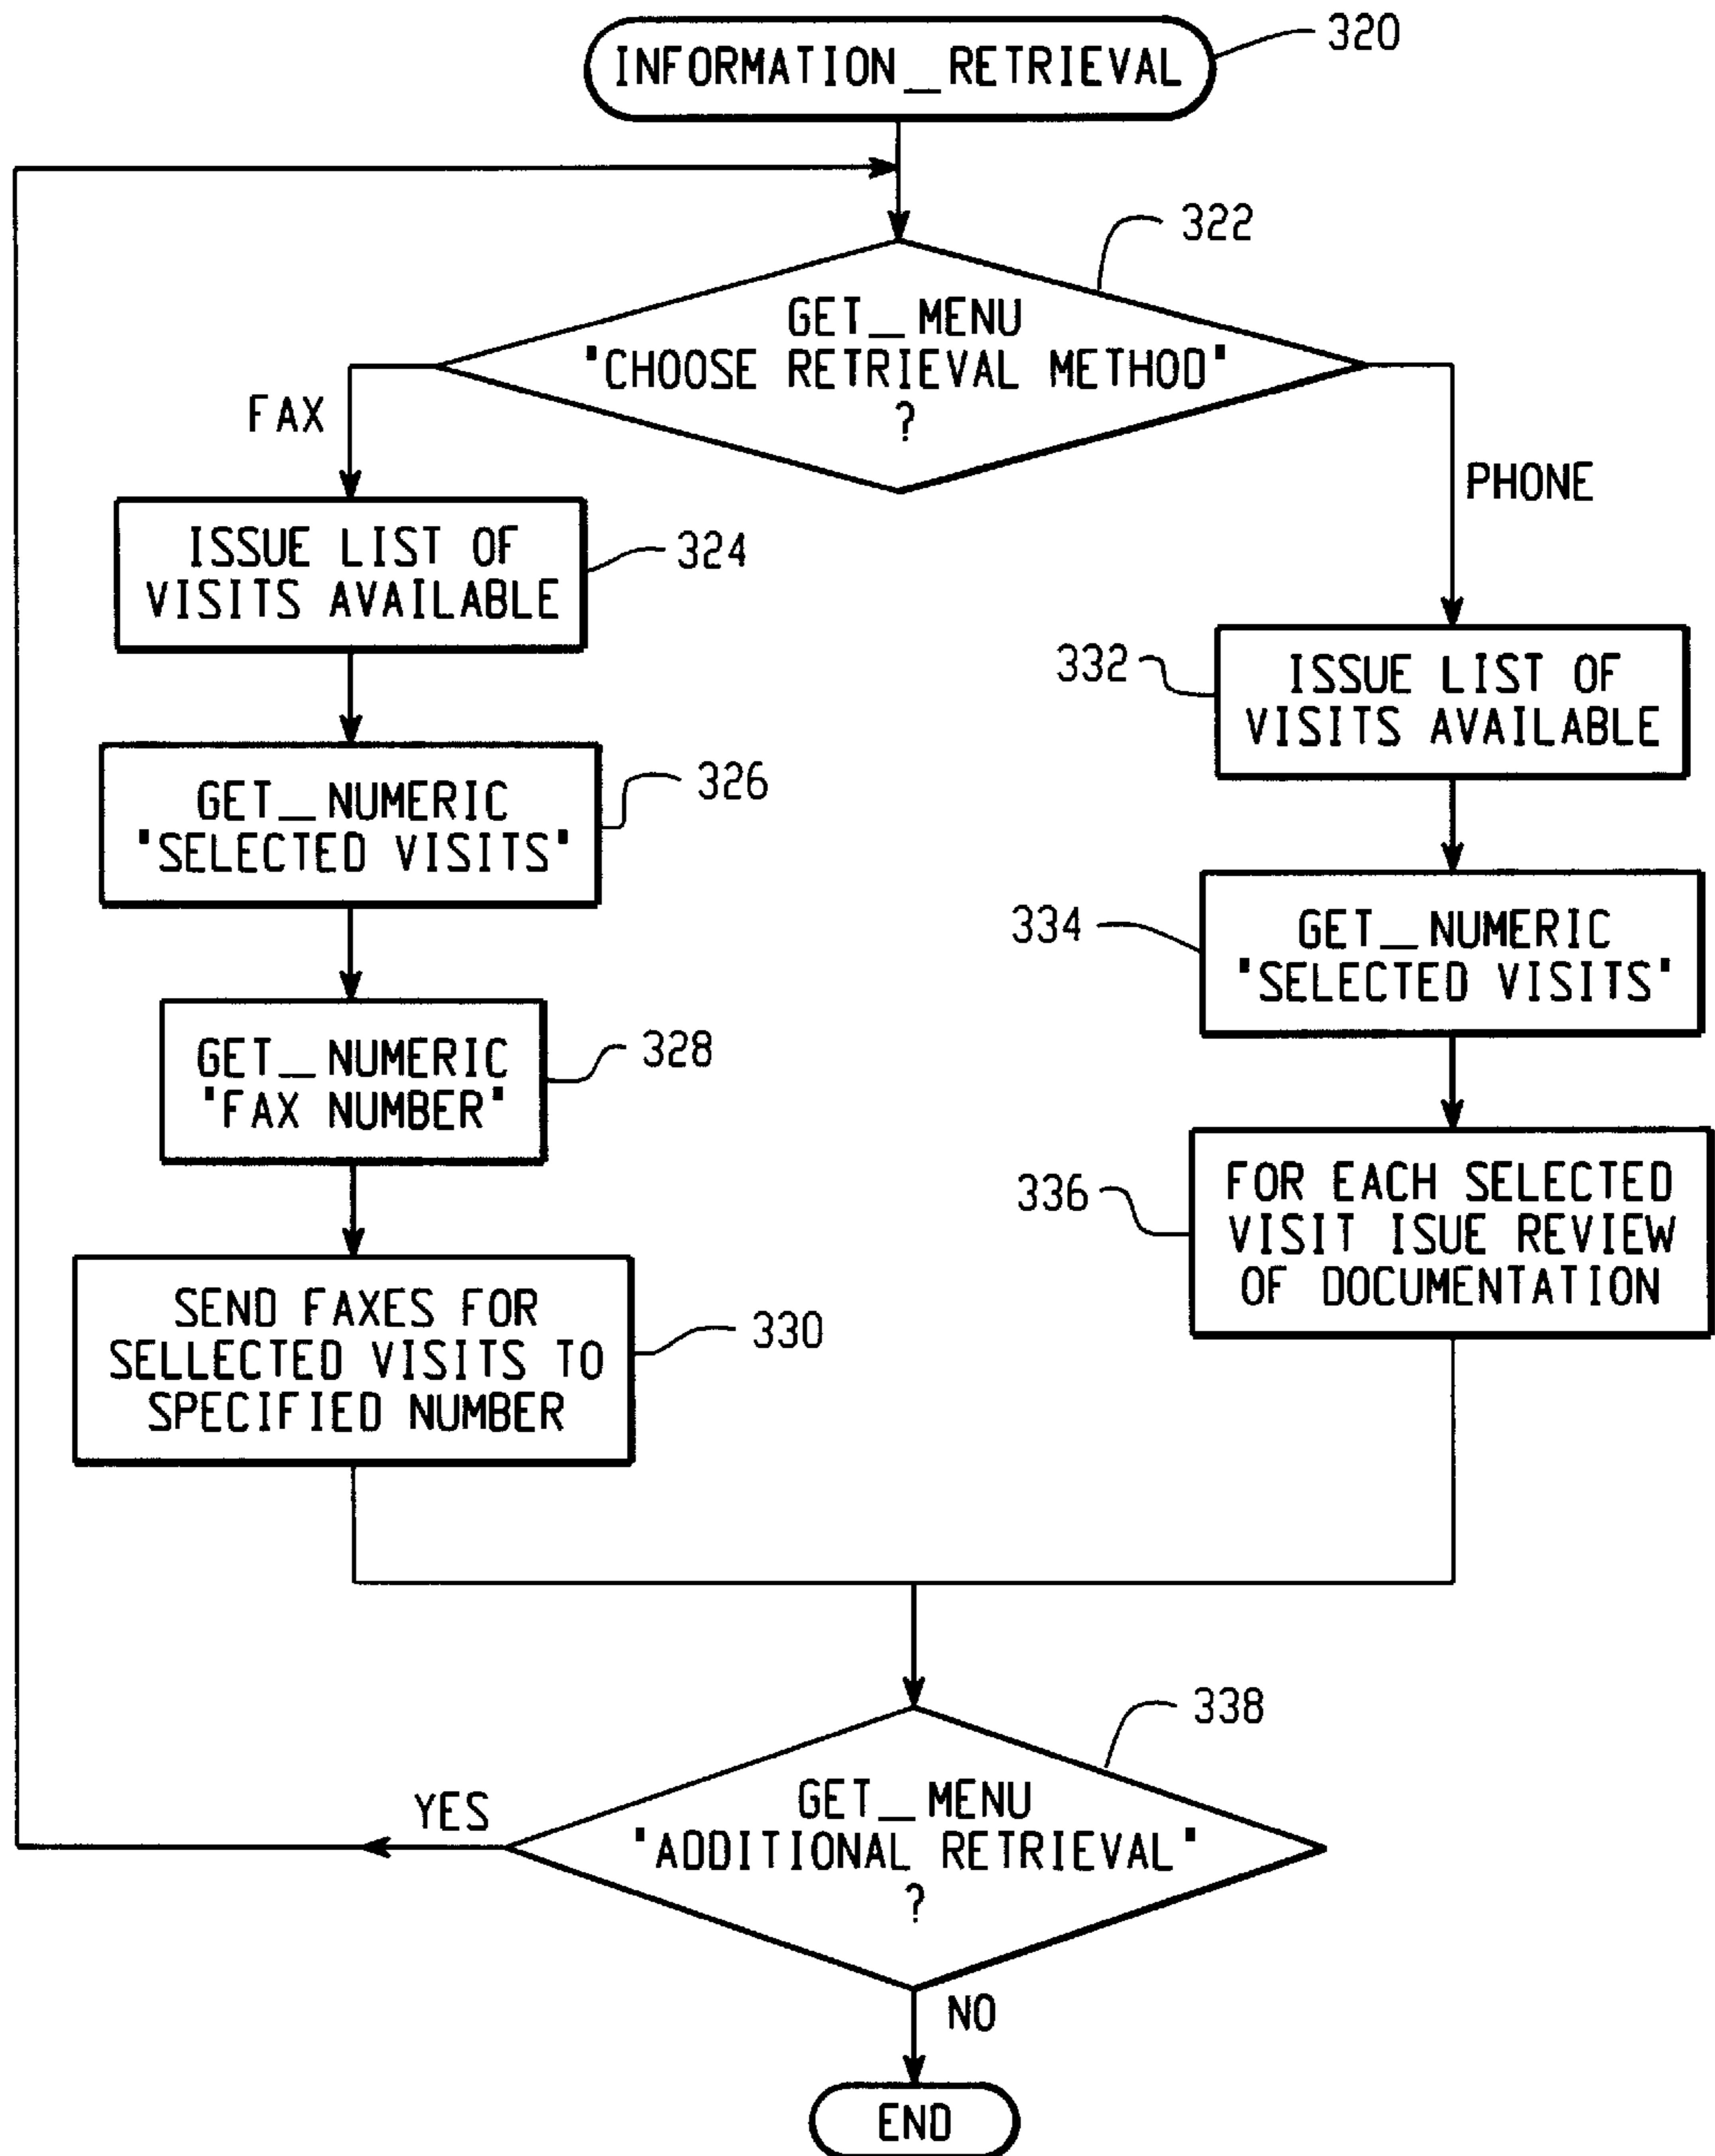 INFORMATION_RETRIEVAL
320
322
GET_MENU
"CHOOSE RETRIEVAL METHOD"
?
FAX
PHONE
ISSUE LIST OF
VISITS AVAILABLE
324
GET_NUMERIC
"SELECTED VISITS"
326
GET_NUMERIC
"FAX NUMBER"
328
SEND FAXES FOR
SELLECTED VISITS TO
SPECIFIED NUMBER
330
332
ISSUE LIST OF
VISITS AVAILABLE
334
GET_NUMERIC
"SELECTED VISITS"
336
FOR EACH SELECTED
VISIT ISUE REVIEW
OF DOCUMENTATION
338
GET_MENU
"ADDITIONAL RETRIEVAL"
?
YES
NO
END